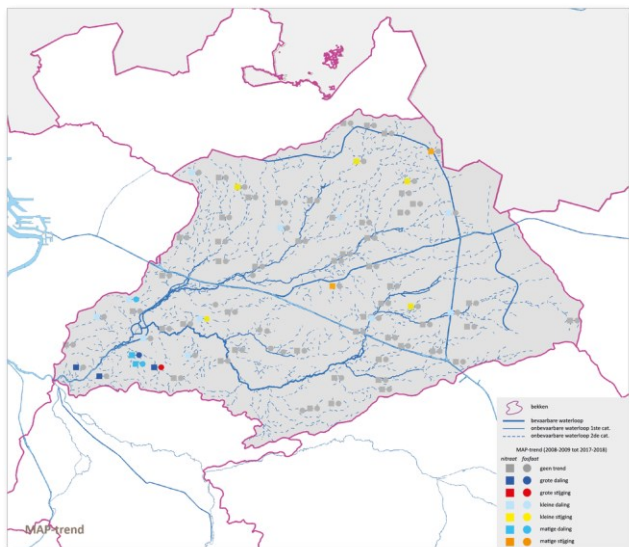 bekken
bevaarbare waterloop
onbevaarbare waterloop 1ste cat.
onbevaarbare waterloop 2de cat.
MAP-trend (2008-2009 tot 2017-2018)
nitraat fosfaat
geen trend
grote daling
grote stijging
kleine daling
kleine stijging
matige daling
matige stijging
MAP-trend